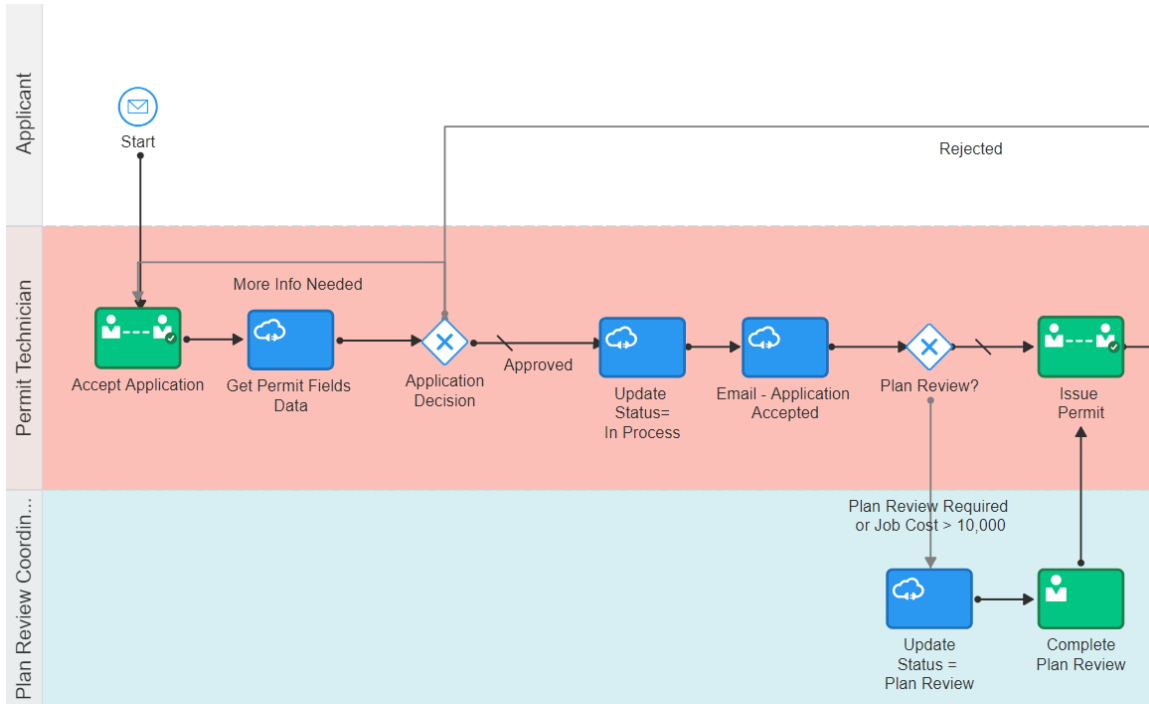 Applicant
Start
Rejected
Permit Technician
More Info Needed
Accept Application
Get Permit Fields
Data
Application
Decision
Approved
Update
Status=
In Process
Email - Application
Accepted
Plan Review?
Issue
Permit
Plan Review Coordin...
Plan Review Required
or Job Cost > 10,000
Update
Status =
Plan Review
Complete
Plan Review